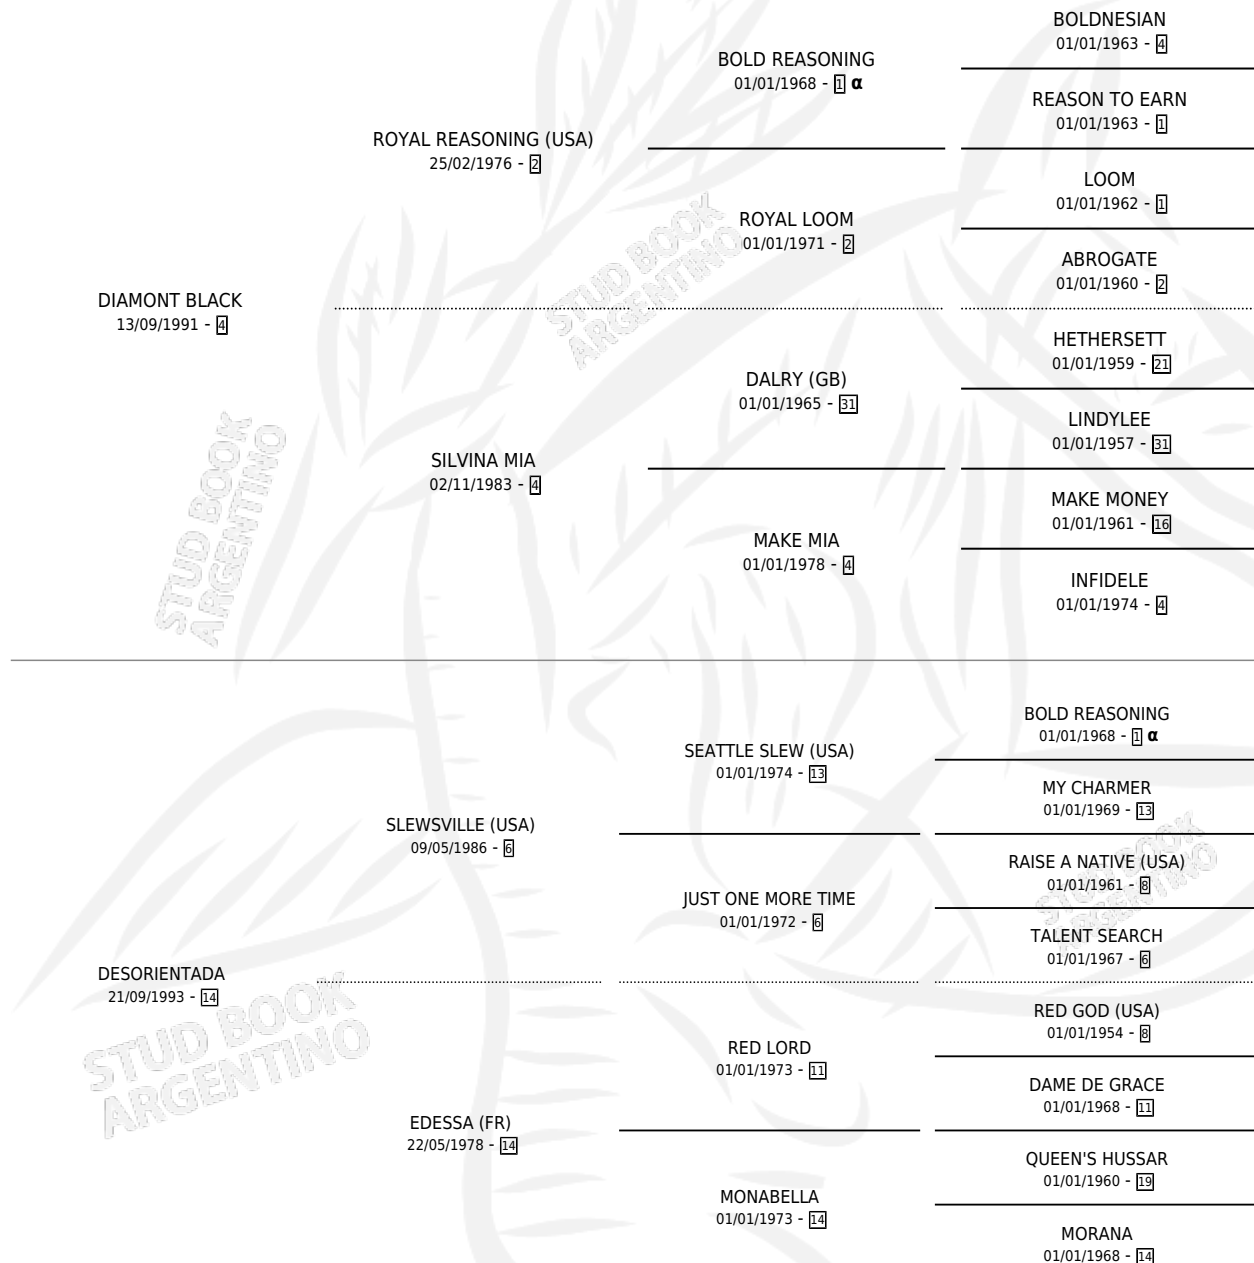 BOLDNESIAN
01/01/1963 - 4
BOLD REASONING
01/01/1968 - 1 α
REASON TO EARN
01/01/1963 - 1
ROYAL REASONING (USA)
25/02/1976 - 2
LOOM
01/01/1962 - 1
ROYAL LOOM
01/01/1971 - 2
ABROGATE
01/01/1960 - 2
STUD BOOK
ARGENTINO
DIAMONT BLACK
13/09/1991 - 4
HETHERSETT
01/01/1959 - 21
DALRY (GB)
01/01/1965 - 31
LINDYLEE
01/01/1957 - 31
SILVINA MIA
02/11/1983 - 4
MAKE MONEY
01/01/1961 - 16
MAKE MIA
01/01/1978 - 4
INFIDELE
01/01/1974 - 4
STUD BOOK
ARGENTINO
BOLD REASONING
01/01/1968 - 1 α
SEATTLE SLEW (USA)
01/01/1974 - 13
MY CHARMER
01/01/1969 - 13
SLEWSVILLE (USA)
09/05/1986 - 6
RAISE A NATIVE (USA)
01/01/1961 - 8
JUST ONE MORE TIME
01/01/1972 - 6
TALENT SEARCH
01/01/1967 - 6
STUD BOOK
ARGENTINO
DESORIENTADA
21/09/1993 - 14
RED GOD (USA)
01/01/1954 - 8
RED LORD
01/01/1973 - 11
DAME DE GRACE
01/01/1968 - 11
EDESSA (FR)
22/05/1978 - 14
QUEEN'S HUSSAR
01/01/1960 - 19
MONABELLA
01/01/1973 - 14
MORANA
01/01/1968 - 14
STUD BOOK
ARGENTINO